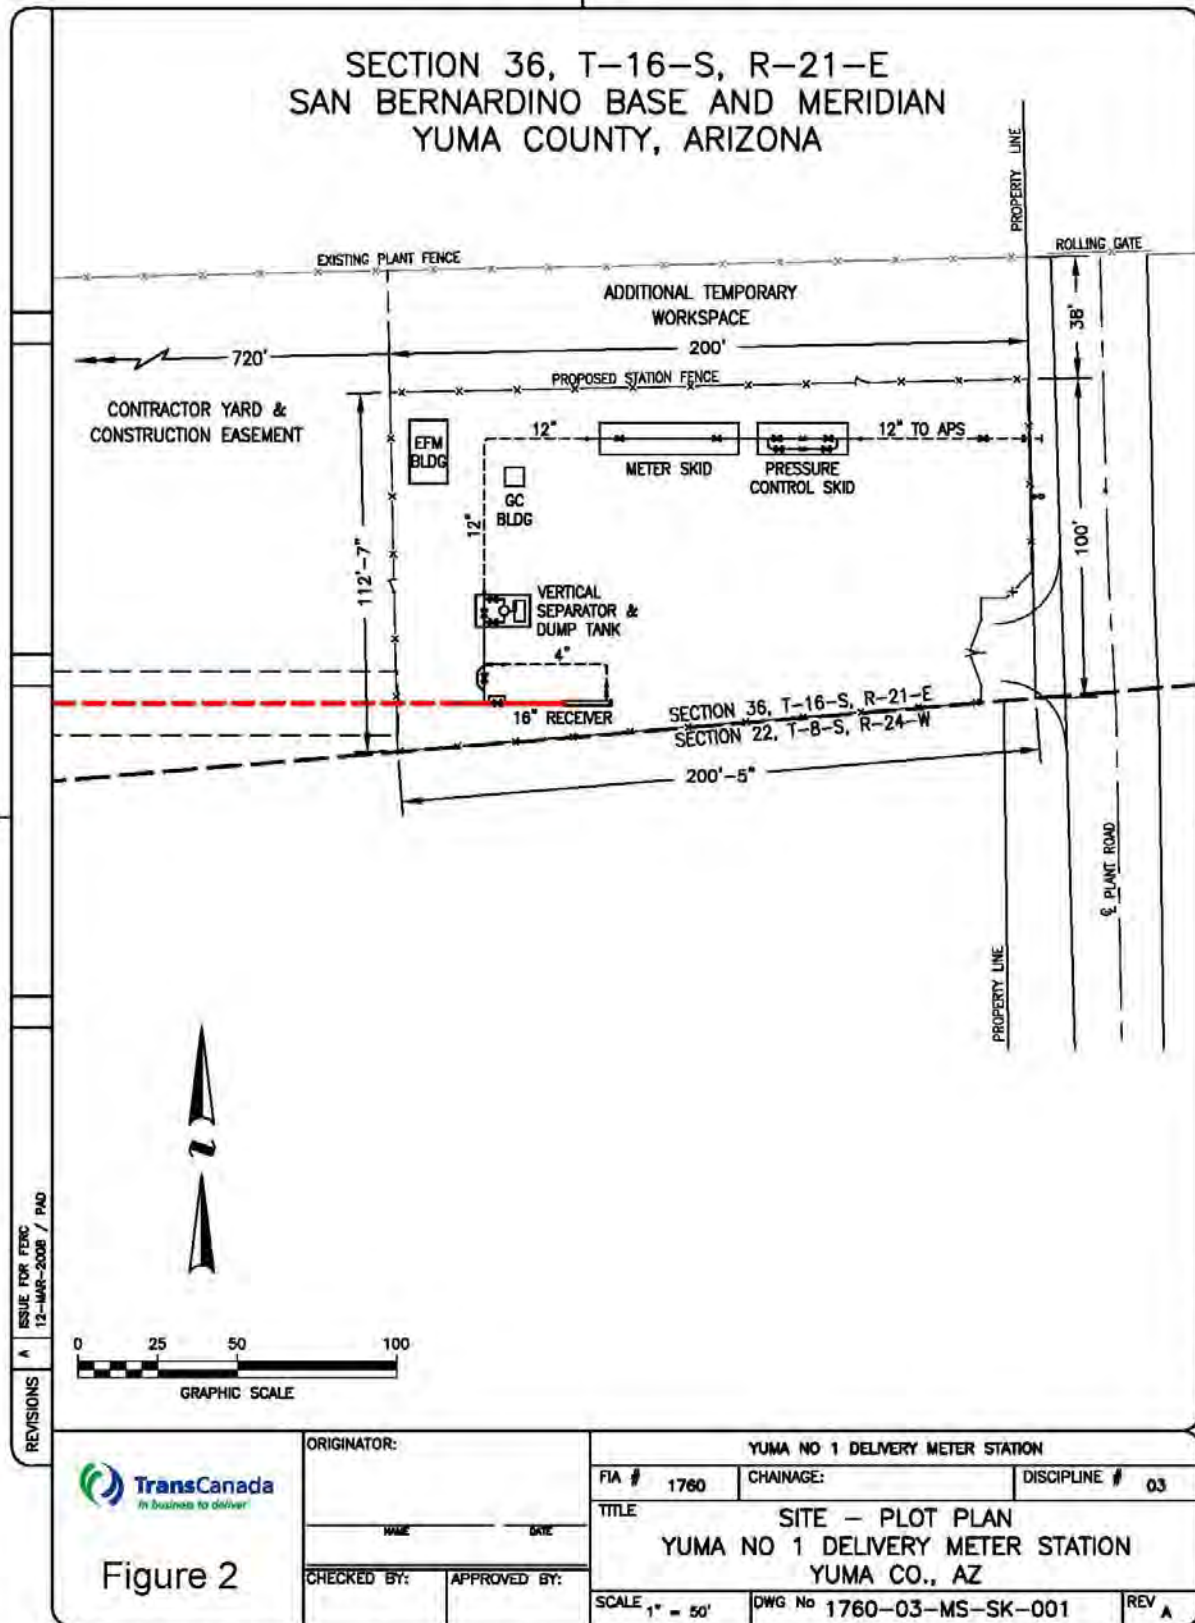 SECTION 36, T-16-S, R-21-E
SAN BERNARDINO BASE AND MERIDIAN
YUMA COUNTY, ARIZONA
PROPERTY LINE
EXISTING PLANT FENCE
ROLLING GATE
ADDITIONAL TEMPORARY
WORKSPACE
38'
720'
200'
PROPOSED STATION FENCE
CONTRACTOR YARD &
CONSTRUCTION EASEMENT
EFM
BLDG
12"
12" TO APS
METER SKID
PRESSURE
CONTROL SKID
GC
BLDG
12"
112'-7"
100'
VERTICAL
SEPARATOR &
DUMP TANK
4"
16" RECEIVER
SECTION 36, T-16-S, R-21-E
SECTION 22, T-8-S, R-24-W
200'-5"
℄ PLANT ROAD
PROPERTY LINE
0 25 50 100
GRAPHIC SCALE
REVISIONS
A
ISSUE FOR FERC
12-MAR-2008 / PAD
TransCanada
In business to deliver
Figure 2
ORIGINATOR:
NAME DATE
CHECKED BY:
APPROVED BY:
YUMA NO 1 DELIVERY METER STATION
FIA # 1760
CHAINAGE:
DISCIPLINE # 03
TITLE
SITE - PLOT PLAN
YUMA NO 1 DELIVERY METER STATION
YUMA CO., AZ
SCALE 1" = 50'
DWG No 1760-03-MS-SK-001
REV A